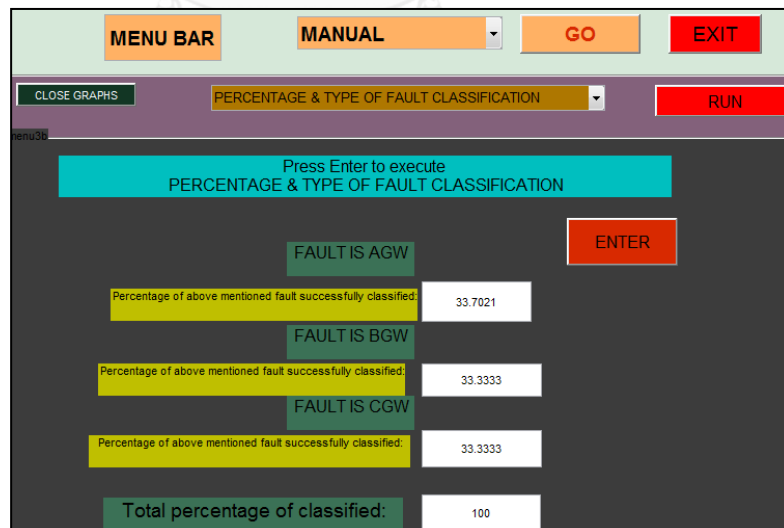 MENU BAR
MANUAL
GO
EXIT
CLOSE GRAPHS
PERCENTAGE & TYPE OF FAULT CLASSIFICATION
RUN
menu3b
Press Enter to execute
PERCENTAGE & TYPE OF FAULT CLASSIFICATION
ENTER
FAULT IS AGW
Percentage of above mentioned fault successfully classified:
33.7021
FAULT IS BGW
Percentage of above mentioned fault successfully classified:
33.3333
FAULT IS CGW
Percentage of above mentioned fault successfully classified:
33.3333
Total percentage of classified:
100